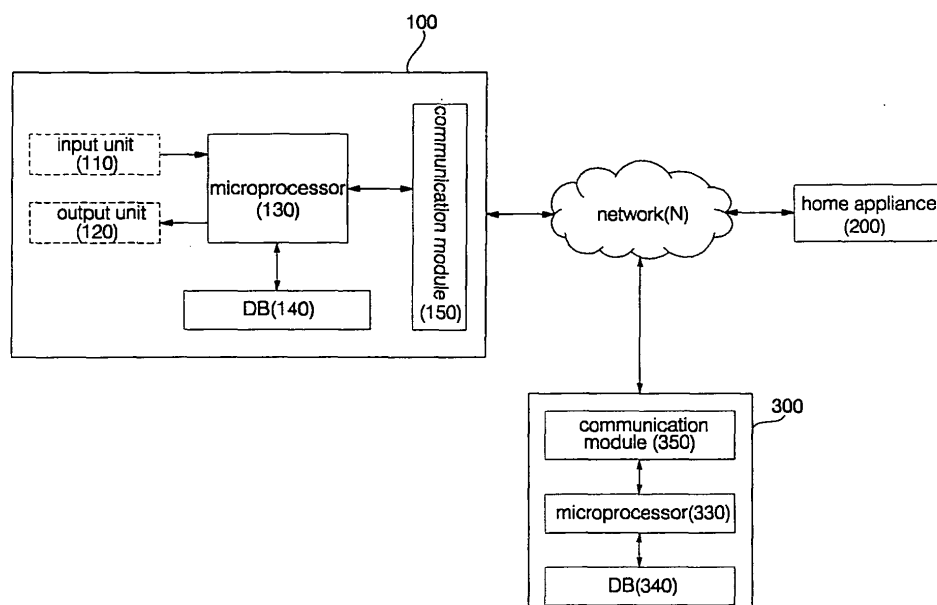 100
input unit
(110)
output unit
(120)
microprocessor
(130)
DB(140)
communication module
(150)
network(N)
home appliance
(200)
300
communication
module (350)
microprocessor(330)
DB(340)